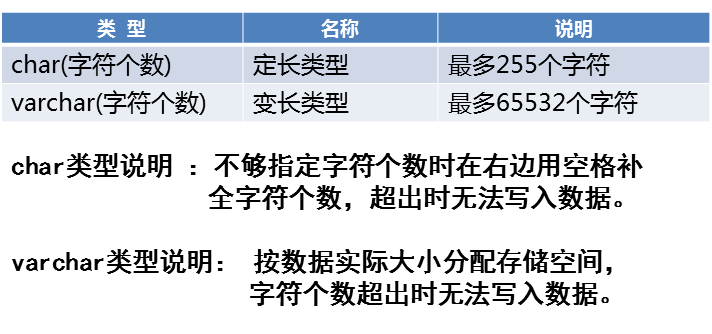 类 型 名称 说明
char(字符个数) 定长类型 最多255个字符
varchar(字符个数) 变长类型 最多65532个字符
char类型说明 ：不够指定字符个数时在右边用空格补
全字符个数，超出时无法写入数据。
varchar类型说明： 按数据实际大小分配存储空间，
字符个数超出时无法写入数据。